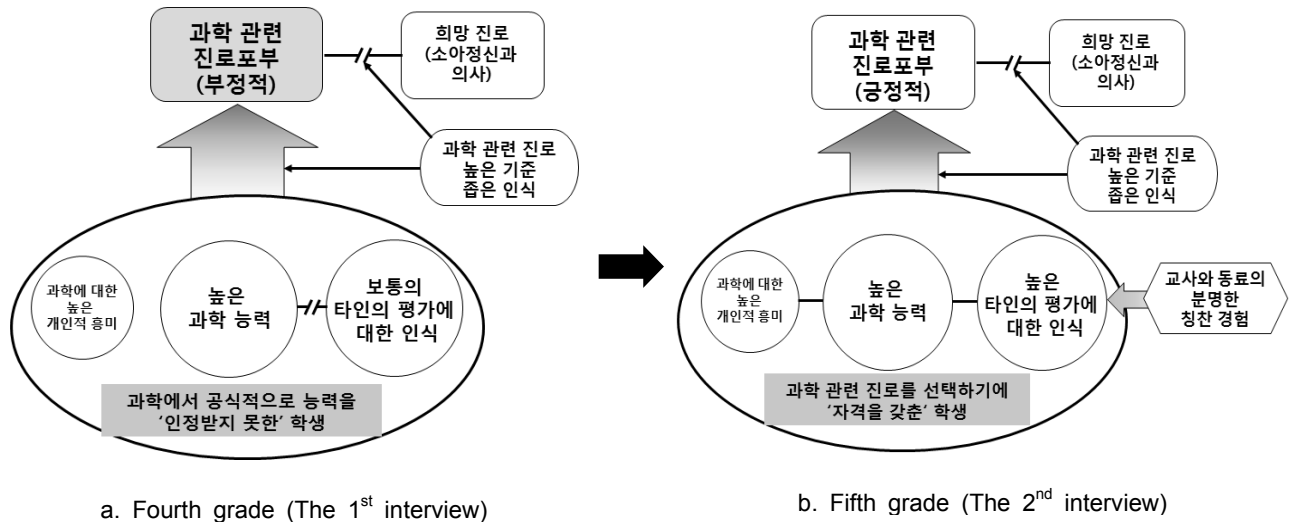 과학 관련
진로포부
(부정적)
희망 진로
(소아정신과
의사)
과학 관련 진로
높은 기준
좁은 인식
과학에 대한
높은
개인적 흥미
높은
과학 능력
보통의
타인의 평가에
대한 인식
과학에서 공식적으로 능력을
‘인정받지 못한’ 학생
a. Fourth grade (The 1st interview)
과학 관련
진로포부
(긍정적)
희망 진로
(소아정신과
의사)
과학 관련 진로
높은 기준
좁은 인식
과학에 대한
높은
개인적 흥미
높은
과학 능력
높은
타인의 평가에
대한 인식
교사와 동료의
분명한
칭찬 경험
과학 관련 진로를 선택하기에
‘자격을 갖춘’ 학생
b. Fifth grade (The 2nd interview)